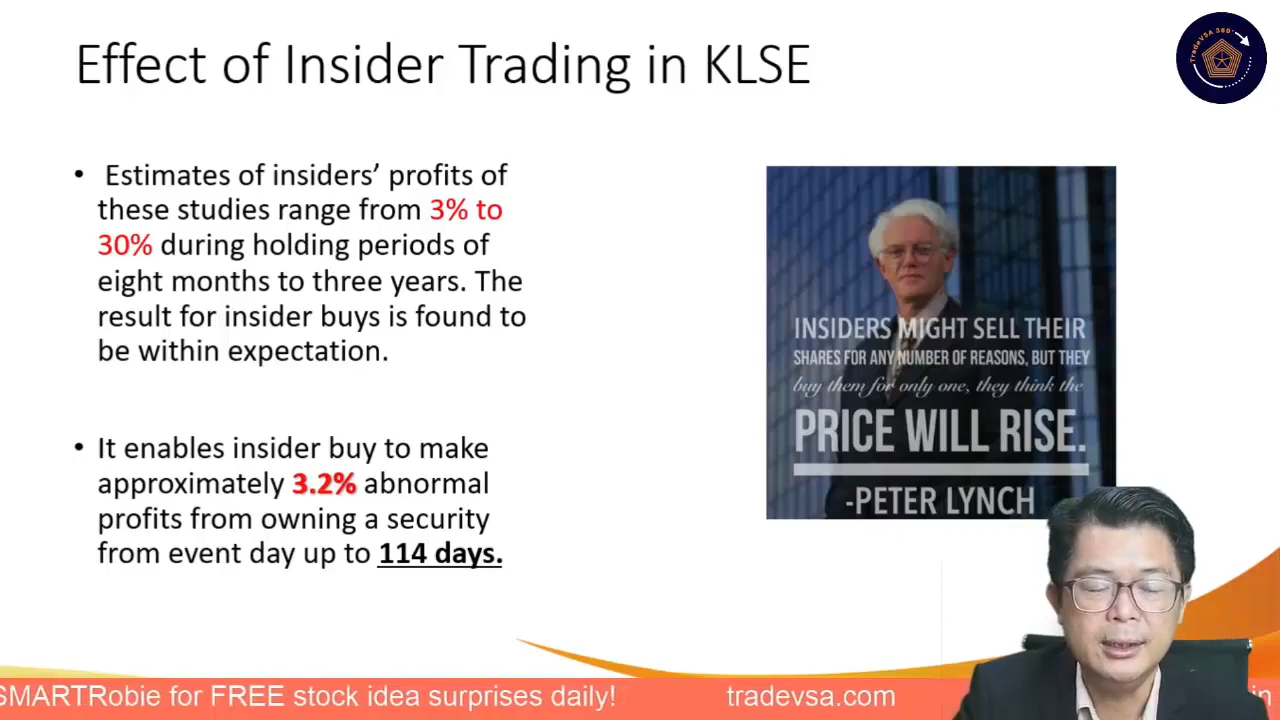 Effect of Insider Trading in KLSE
TradeVSA 360°
• Estimates of insiders’ profits of
these studies range from 3% to
30% during holding periods of
eight months to three years. The
result for insider buys is found to
be within expectation.
• It enables insider buy to make
approximately 3.2% abnormal
profits from owning a security
from event day up to 114 days.
INSIDERS MIGHT SELL THEIR
SHARES FOR ANY NUMBER OF REASONS, BUT THEY
buy them for only one, they think the
PRICE WILL RISE.
-PETER LYNCH
SMARTRobie for FREE stock idea surprises daily! tradevsa.com in